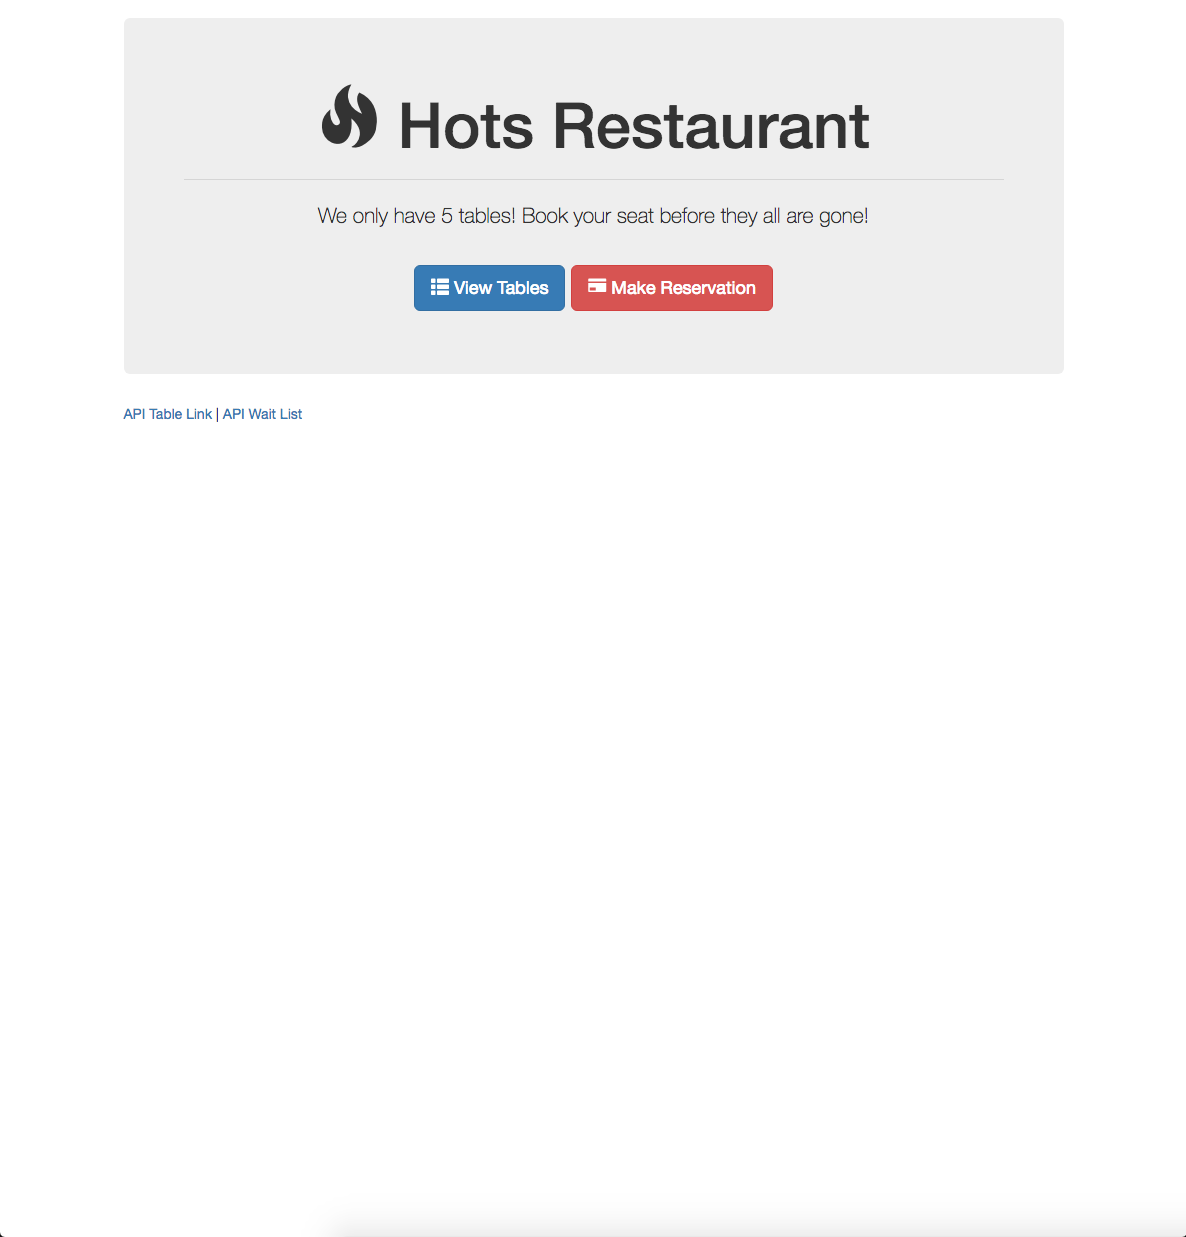 Hots Restaurant
We only have 5 tables! Book your seat before they all are gone!
View Tables Make Reservation
API Table Link | API Wait List